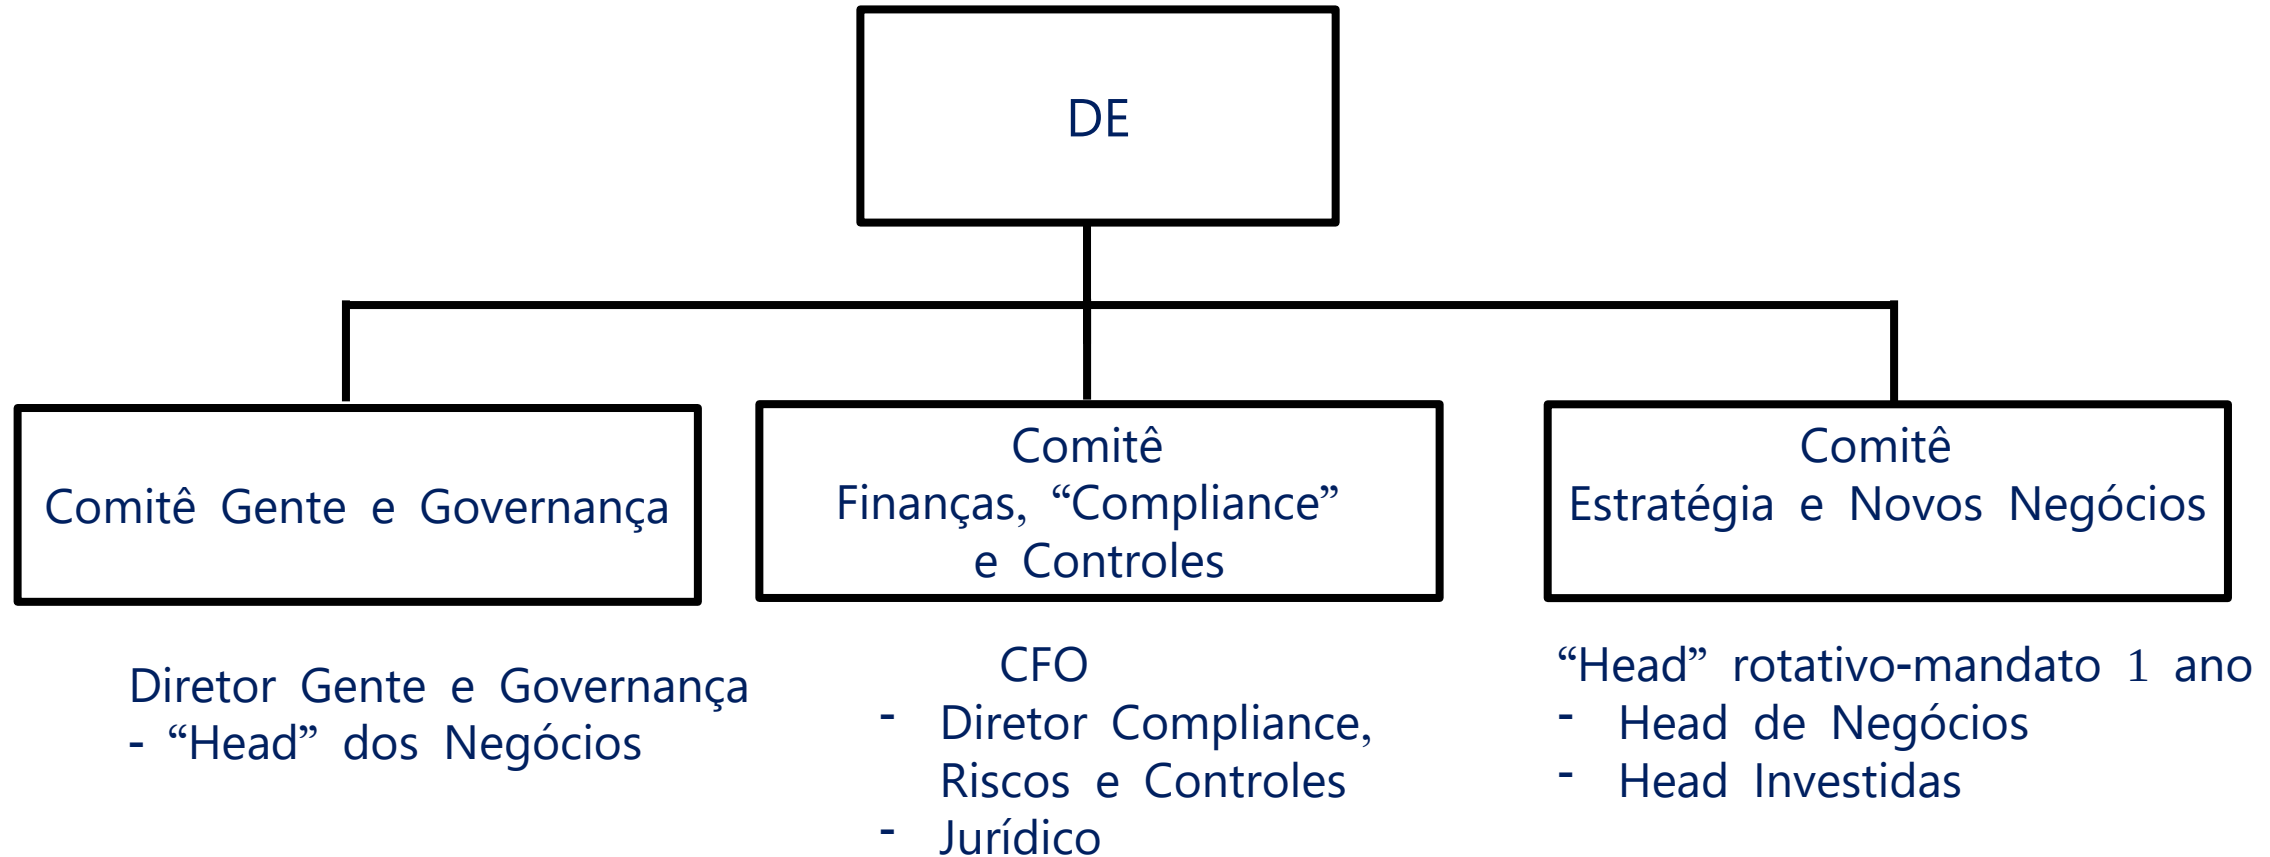 DE
Comitê Gente e Governança
Comitê
Finanças, “Compliance”
e Controles
Comitê
Estratégia e Novos Negócios
Diretor Gente e Governança
- “Head” dos Negócios
CFO
- Diretor Compliance,
Riscos e Controles
- Jurídico
“Head” rotativo-mandato 1 ano
- Head de Negócios
- Head Investidas